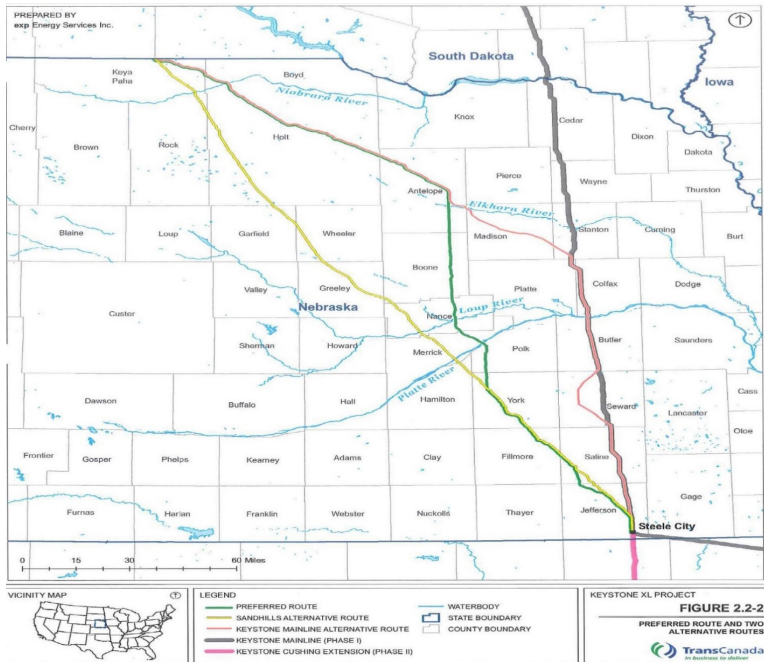 PREPARED BY
exp Energy Services Inc.
South Dakota
Iowa
Keya
Paha
Boyd
Niobrara River
Knox
Cherry
Brown
Rock
Holt
Cedar
Dixon
Dakota
Antelope
Pierce
Wayne
Thurston
Elkhorn River
Blaine
Loup
Garfield
Wheeler
Madison
Stanton
Cuming
Burt
Boone
Valley
Greeley
Platte
Colfax
Dodge
Custer
Nebraska
Nance
Loup River
Sherman
Howard
Merrick
Polk
Butler
Saunders
Platte River
Dawson
Buffalo
Hall
Hamilton
York
Seward
Lancaster
Cass
Otoe
Frontier
Gosper
Phelps
Kearney
Adams
Clay
Fillmore
Saline
Gage
Furnas
Harlan
Franklin
Webster
Nuckolls
Thayer
Jefferson
Steele City
0 15 30 60 Miles
VICINITY MAP
LEGEND
PREFERRED ROUTE
SANDHILLS ALTERNATIVE ROUTE
KEYSTONE MAINLINE ALTERNATIVE ROUTE
KEYSTONE MAINLINE (PHASE I)
KEYSTONE CUSHING EXTENSION (PHASE II)
WATERBODY
STATE BOUNDARY
COUNTY BOUNDARY
KEYSTONE XL PROJECT
FIGURE 2.2-2
PREFERRED ROUTE AND TWO
ALTERNATIVE ROUTES
TransCanada
In business to deliver